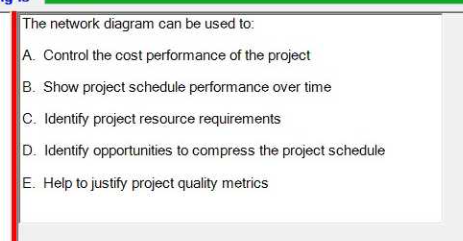 The network diagram can be used to:
A. Control the cost performance of the project
B. Show project schedule performance over time
C. Identify project resource requirements
D. Identify opportunities to compress the project schedule
E. Help to justify project quality metrics